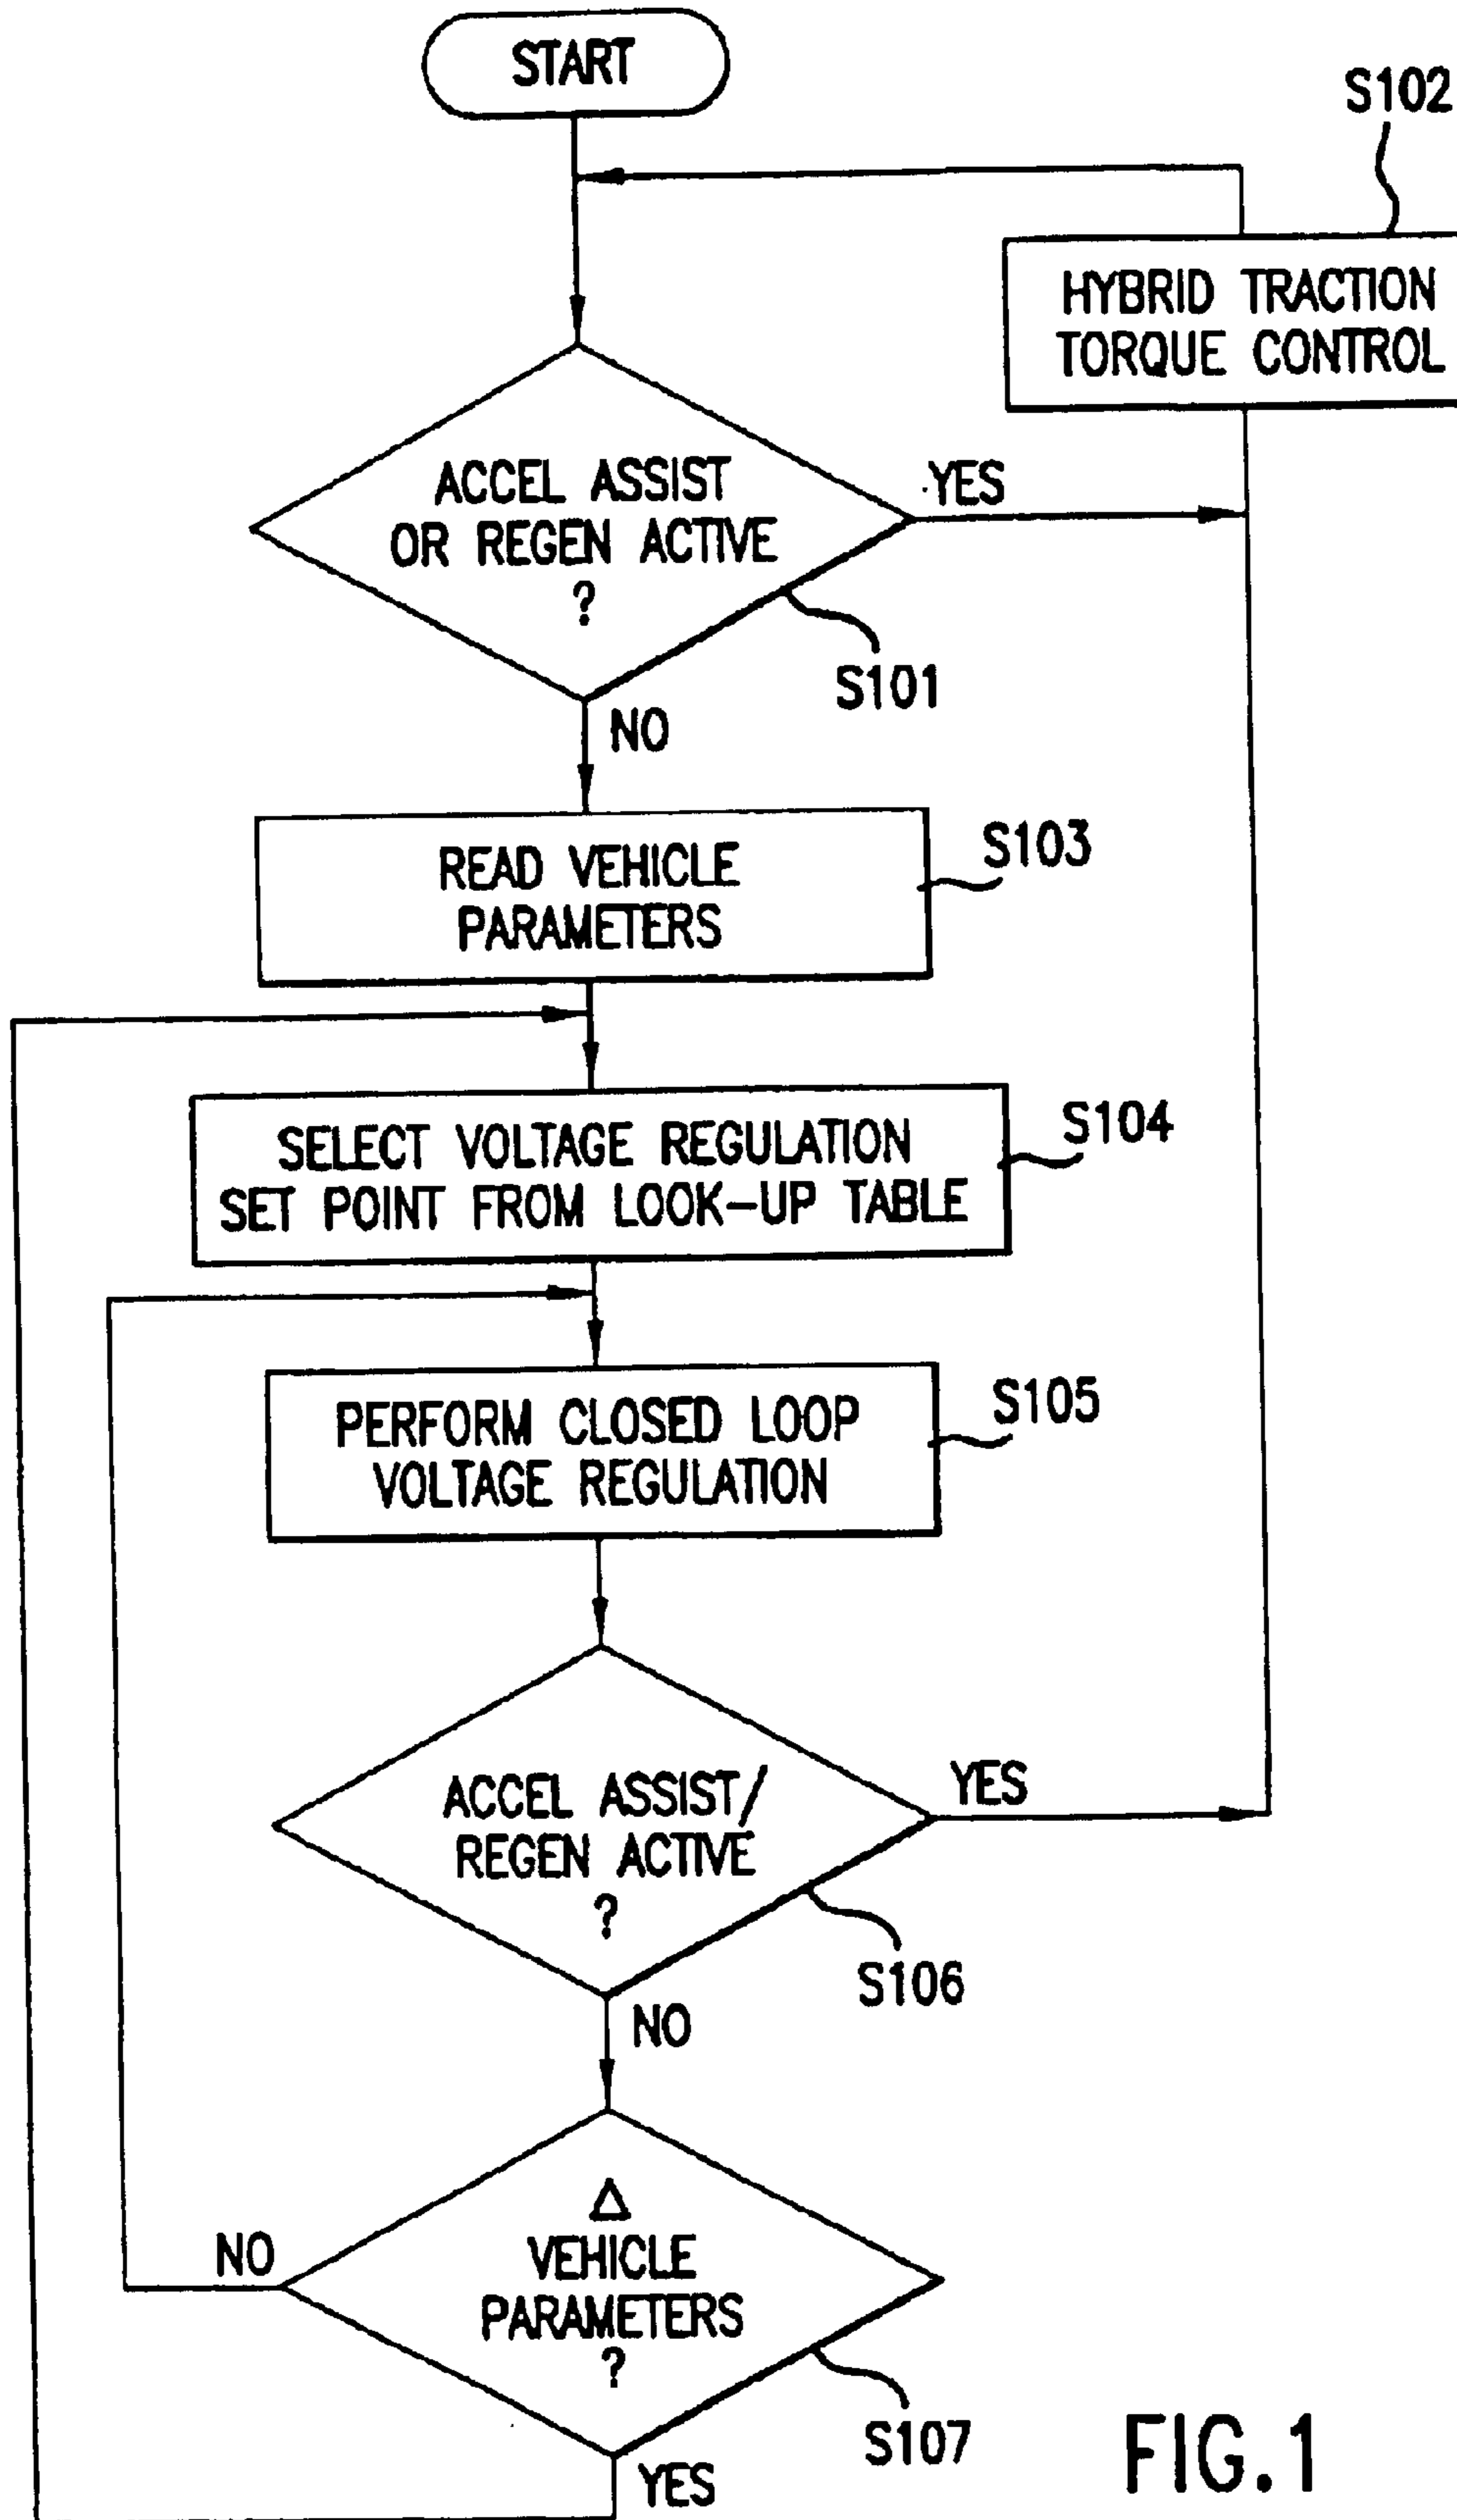 START
S102
HYBRID TRACTION
TORQUE CONTROL
ACCEL ASSIST
OR REGEN ACTIVE
?
YES
S101
NO
READ VEHICLE
PARAMETERS
S103
SELECT VOLTAGE REGULATION
SET POINT FROM LOOK-UP TABLE
S104
PERFORM CLOSED LOOP
VOLTAGE REGULATION
S105
ACCEL ASSIST/
REGEN ACTIVE
?
YES
S106
NO
Δ
VEHICLE
PARAMETERS
?
NO
S107
YES
FIG.1